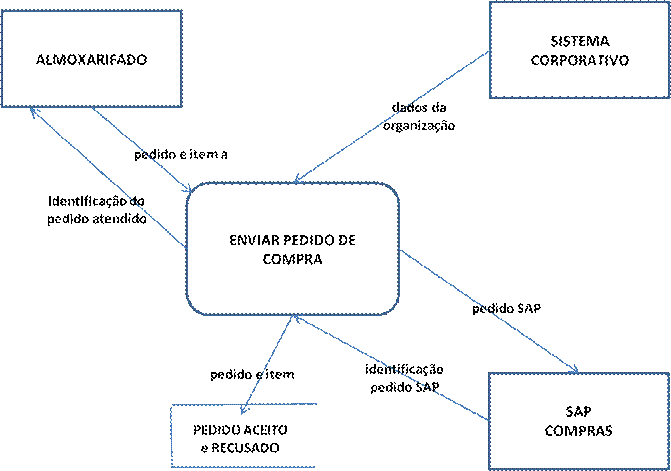 ALMOXARIFADO
SISTEMA
CORPORATIVO
dados da
organização
pedido e item a
identificação do
pedido atendido
ENVIAR PEDIDO DE
COMPRA
pedido SAP
pedido e item
identificação
pedido SAP
PEDIDO ACEITO
e RECUSADO
SAP
COMPRAS